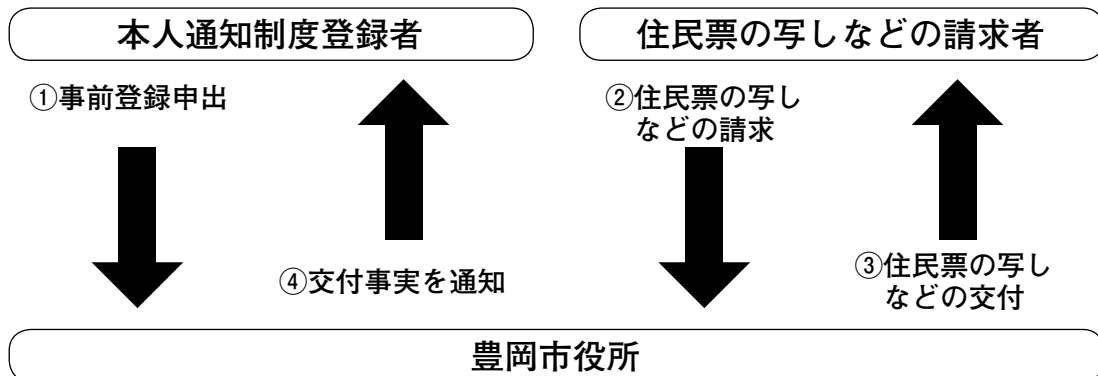 本人通知制度登録者
住民票の写しなどの請求者
①事前登録申出
②住民票の写し
などの請求
④交付事実を通知
③住民票の写し
などの交付
豊岡市役所